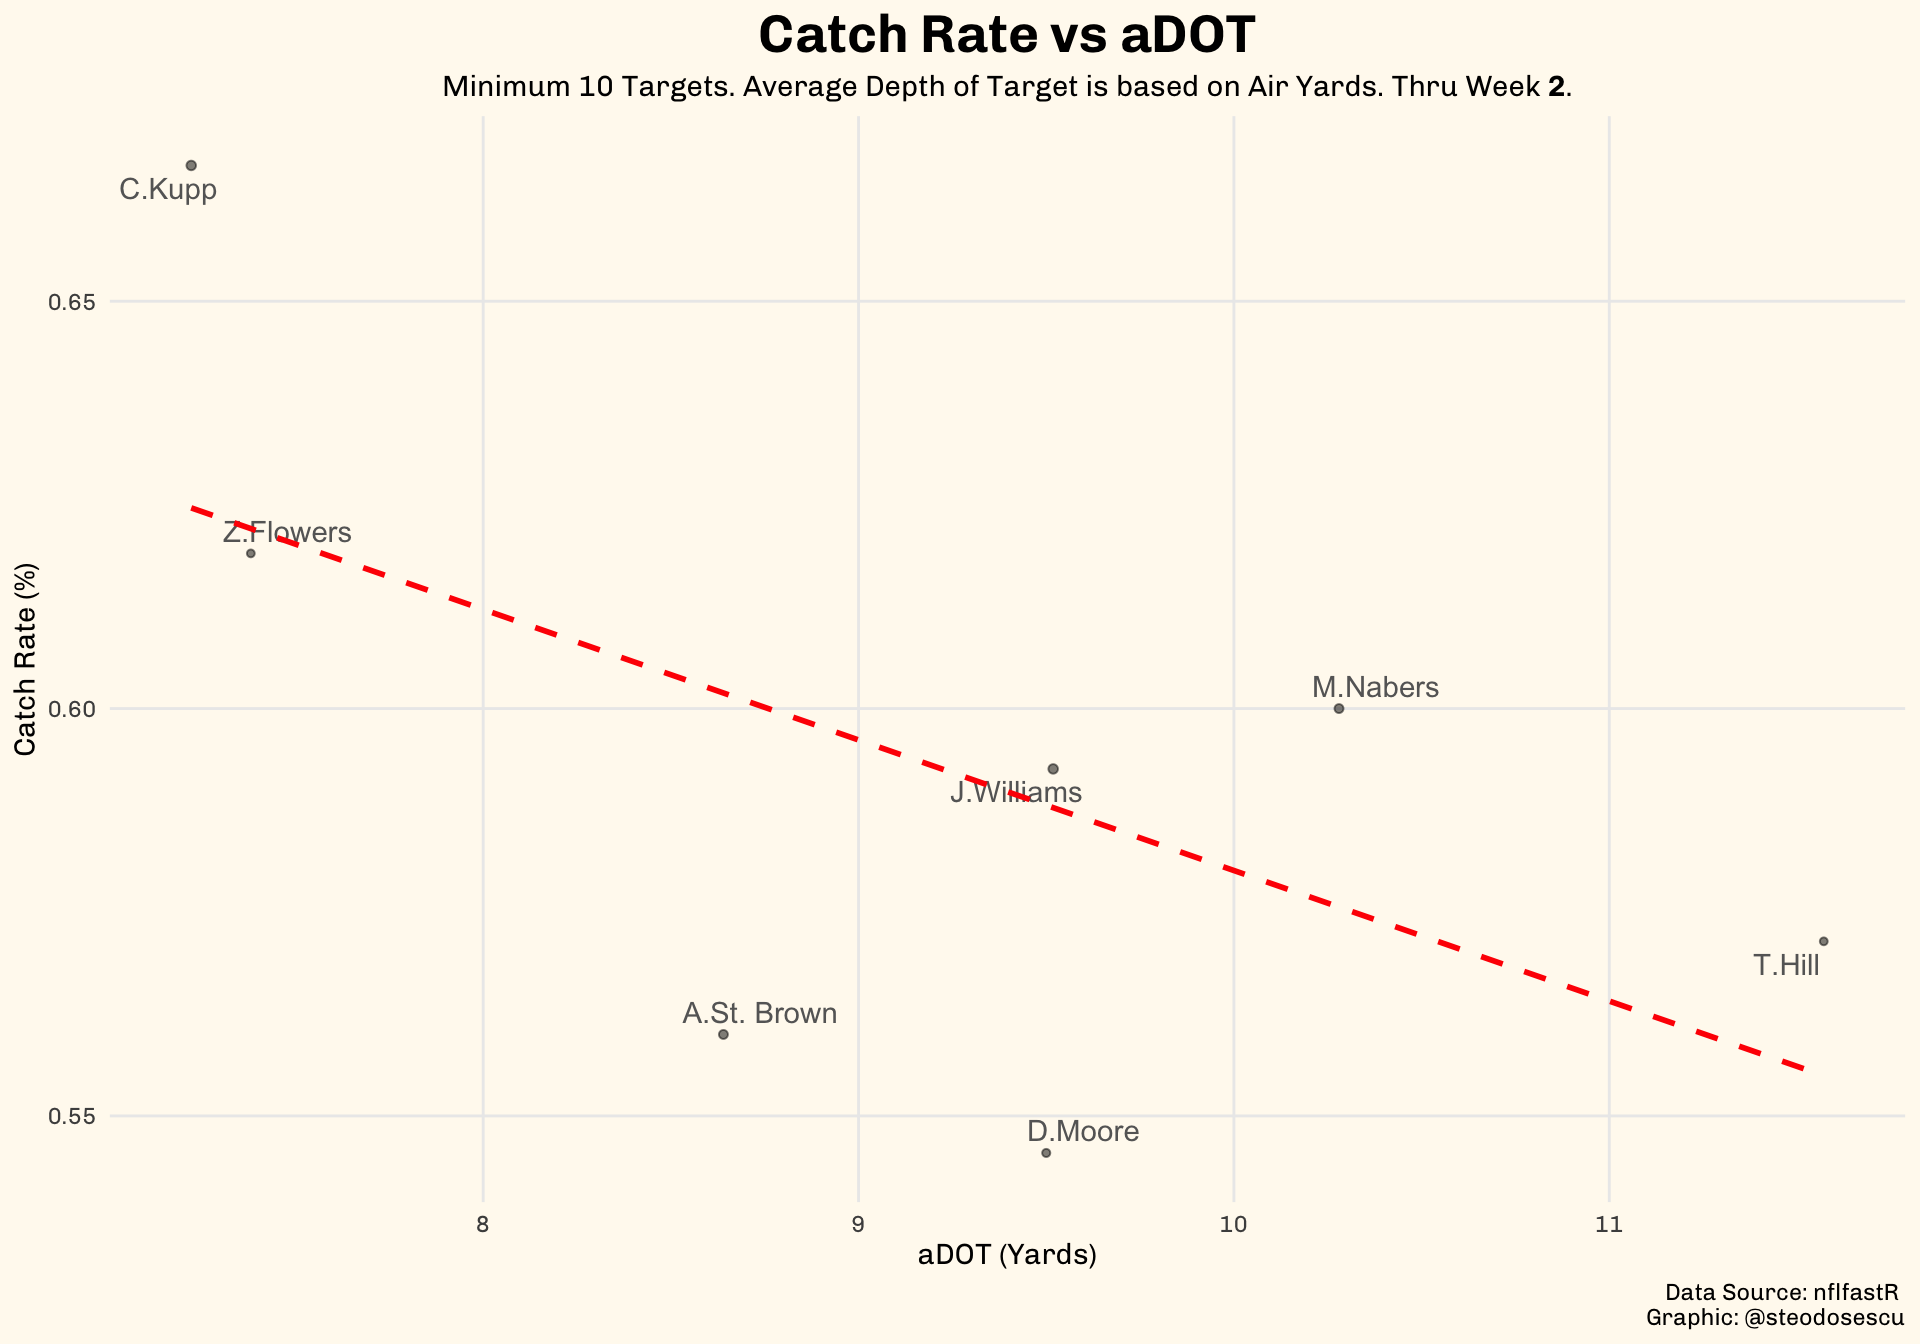 Catch Rate vs aDOT
Minimum 10 Targets. Average Depth of Target is based on Air Yards. Thru Week 2.
C.Kupp
0.65
Z.Flowers
Catch Rate (%)
M.Nabers
0.60
J.Williams
T.Hill
A.St. Brown
0.55
D.Moore
8 9 10 11
aDOT (Yards)
Data Source: nflfastR
Graphic: @steodosescu